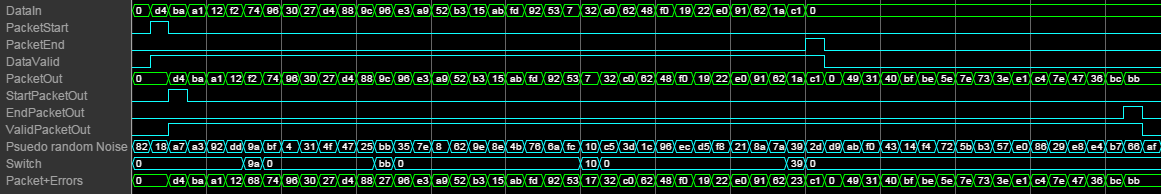 DataIn 0 d4 ba a1 12 f2 74 96 30 27 d4 88 9c 96 e3 a9 52 b3 15 ab fd 92 53 7 32 c0 62 48 f0 19 22 e0 91 62 1a c1 0
PacketStart
PacketEnd
DataValid
PacketOut 0 d4 ba a1 12 f2 74 96 30 27 d4 88 9c 96 e3 a9 52 b3 15 ab fd 92 53 7 32 c0 62 48 f0 19 22 e0 91 62 1a c1 0 49 31 40 bf be 5e 7e 73 3e e1 c4 7e 47 36 bc bb
StartPacketOut
EndPacketOut
ValidPacketOut
Psuedo random Noise 82 18 a7 a3 92 dd 9a bf 4 31 4f 47 25 bb 35 7e 8 62 9e 8e 4b 76 6a fc 10 c5 3d 1c 96 ec d5 f8 21 8a 7a 39 2d d9 ab f0 43 14 f4 72 5b b3 57 e0 86 29 e8 e4 b7 66 af
Switch 0 9a 0 bb 0 10 0 39 0
Packet+Errors 0 d4 ba a1 12 68 74 96 30 27 d4 88 27 96 e3 a9 52 b3 15 ab fd 92 53 17 32 c0 62 48 f0 19 22 e0 91 62 23 c1 0 49 31 40 bf be 5e 7e 73 3e e1 c4 7e 47 36 bc bb